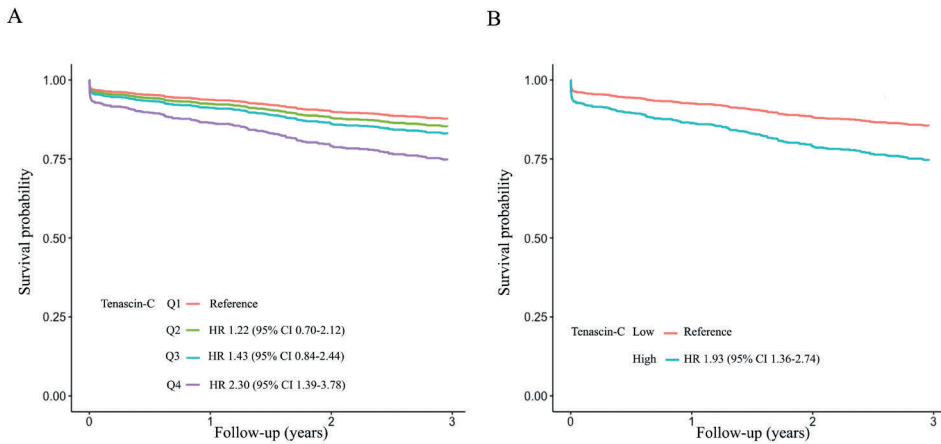 A
Survival probability
1.00
0.75
0.50
0.25
0.00
Tenascin-C Q1 Reference
Q2 HR 1.22 (95% CI 0.70-2.12)
Q3 HR 1.43 (95% CI 0.84-2.44)
Q4 HR 2.30 (95% CI 1.39-3.78)
0 1 2 3
Follow-up (years)
B
Survival probability
1.00
0.75
0.50
0.25
0.00
Tenascin-C Low Reference
High HR 1.93 (95% CI 1.36-2.74)
0 1 2 3
Follow-up (years)